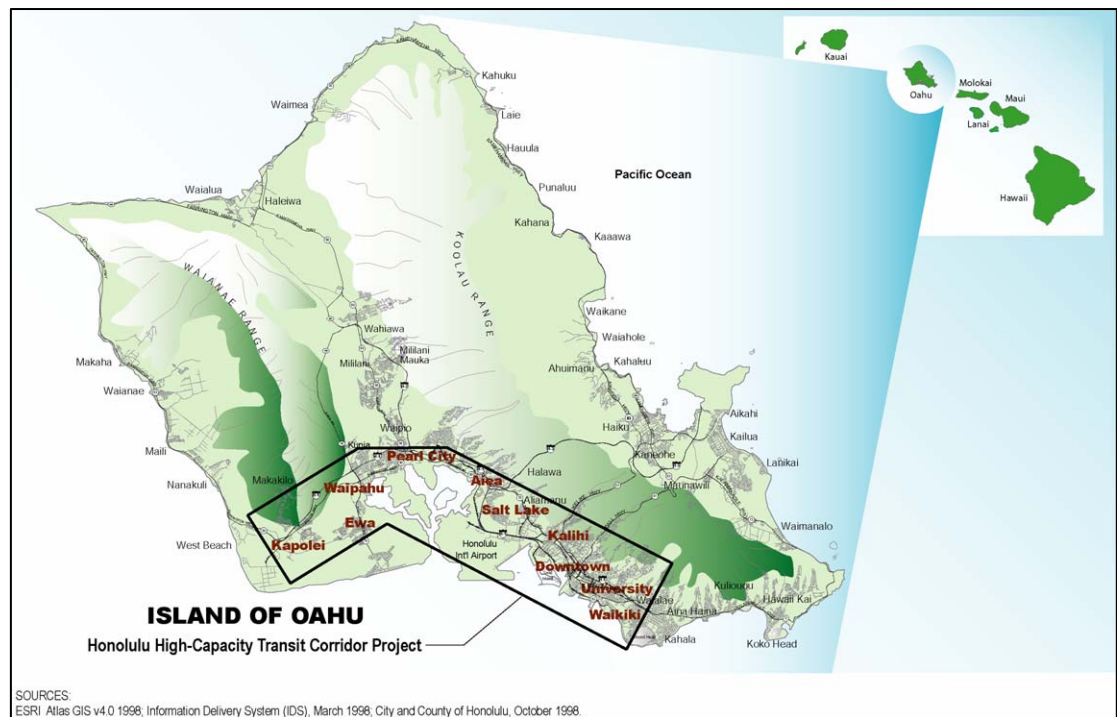 Kauai
Oahu
Molokai
Maui
Lanai
Hawaii
Pacific Ocean
Kahuku
Waimea
Laie
Hauula
Waialua
Haleiwa
Punaluu
Kahana
Kaaawa
KOOLAU RANGE
WAIANAE RANGE
Waikane
Waiahole
Wahiawa
Kahaluu
Mililani
Mauka
Mililani
Ahuimanu
Makaha
Waianae
Aikahi
Waipio
Haiku
Kailua
Maili
Kunia
Pearl City
Kaneohe
Lanikai
Nanakuli
Makakilo
Waipahu
Aiea
Halawa
Maunawili
Aliamanu
Salt Lake
Ewa
Waimanalo
West Beach
Kapolei
Honolulu
Int'l Airport
Kalihi
Downtown
University
Kuliouou
Waialae
Hawaii Kai
Aina Haina
Waikiki
Kahala
Koko Head
ISLAND OF OAHU
Honolulu High-Capacity Transit Corridor Project
SOURCES:
ESRI Atlas GIS v4.0 1998; Information Delivery System (IDS), March 1998; City and County of Honolulu, October 1998.